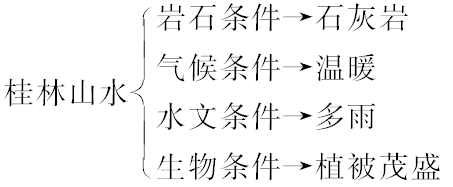 桂林山水
岩石条件→石灰岩
气候条件→温暖
水文条件→多雨
生物条件→植被茂盛